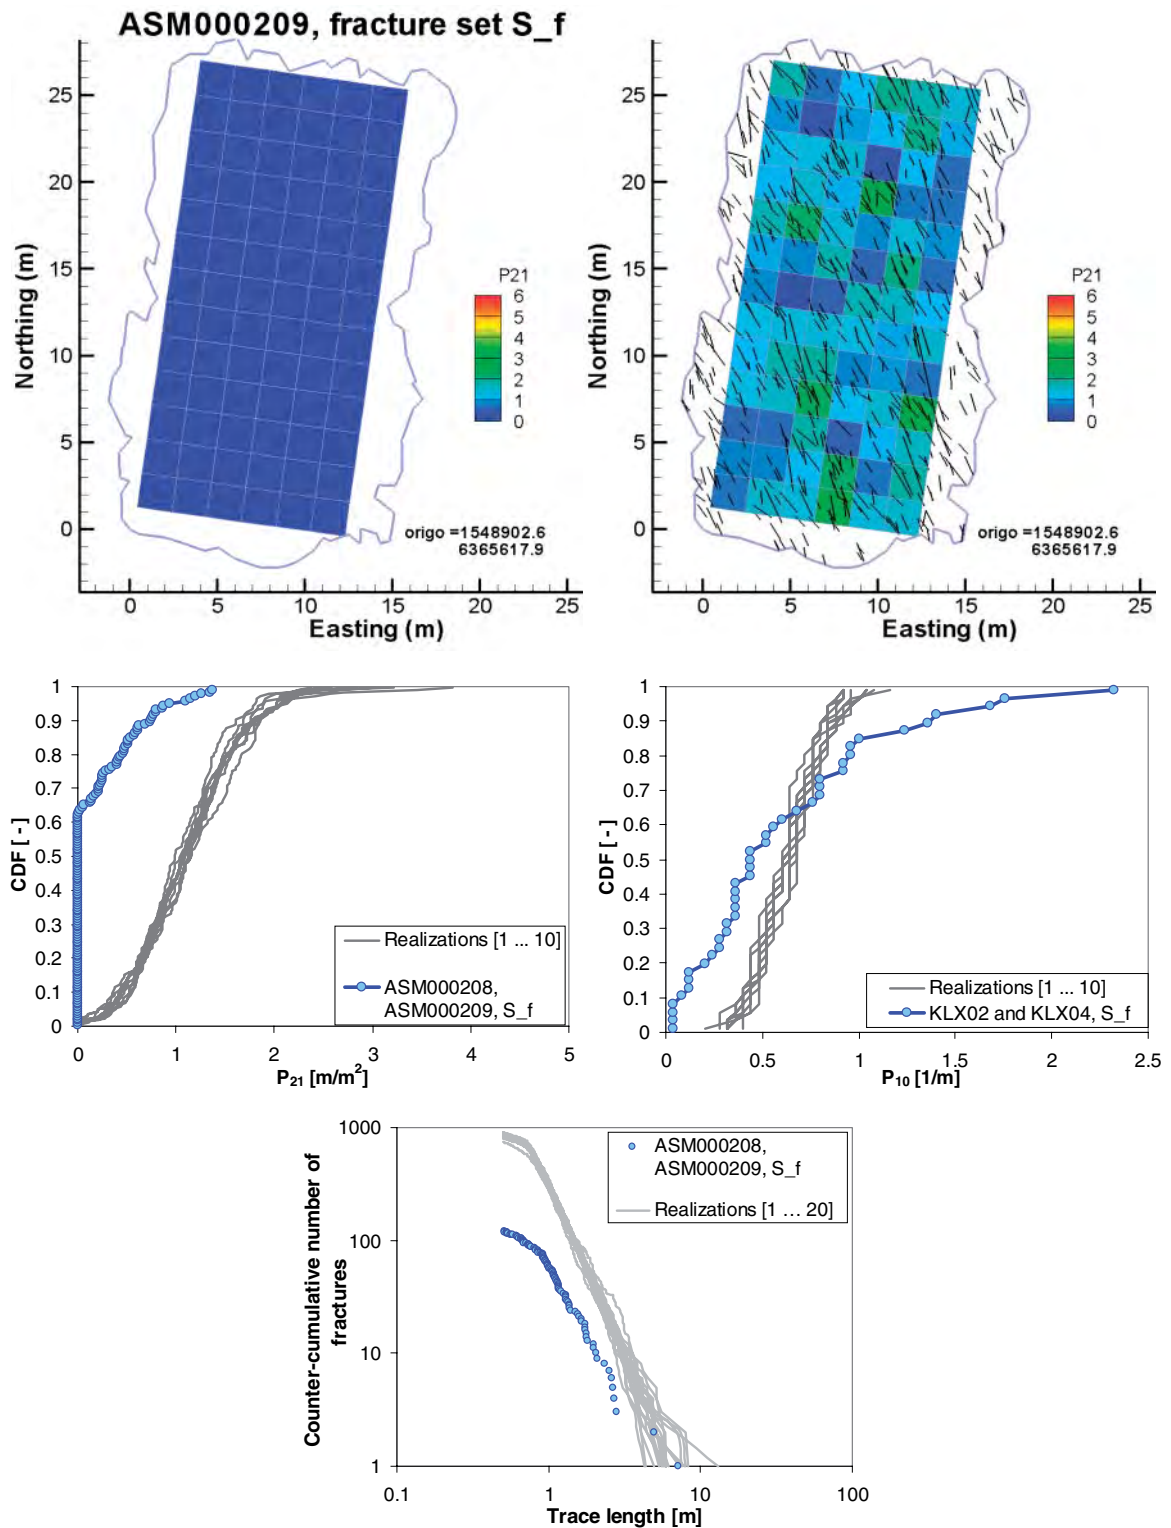 ASM000209, fracture set S_f
25
20
15
10
5
0
Northing (m)
P21
6
5
4
3
2
1
0
origo =1548902.6
6365617.9
0 5 10 15 20 25
Easting (m)
25
20
15
10
5
0
Northing (m)
P21
6
5
4
3
2
1
0
origo =1548902.6
6365617.9
0 5 10 15 20 25
Easting (m)
1
0.9
0.8
0.7
0.6
0.5
0.4
0.3
0.2
0.1
0
CDF [ - ]
Realizations [1 ... 10]
ASM000208,
ASM000209, S_f
0 1 2 3 4 5
P21 [m/m²]
1
0.9
0.8
0.7
0.6
0.5
0.4
0.3
0.2
0.1
0
CDF [ - ]
Realizations [1 ... 10]
KLX02 and KLX04, S_f
0 0.5 1 1.5 2 2.5
P10 [1/m]
1000
100
10
1
Counter-cumulative number of
fractures
ASM000208,
ASM000209, S_f
Realizations [1 ... 20]
0.1 1 10 100
Trace length [m]